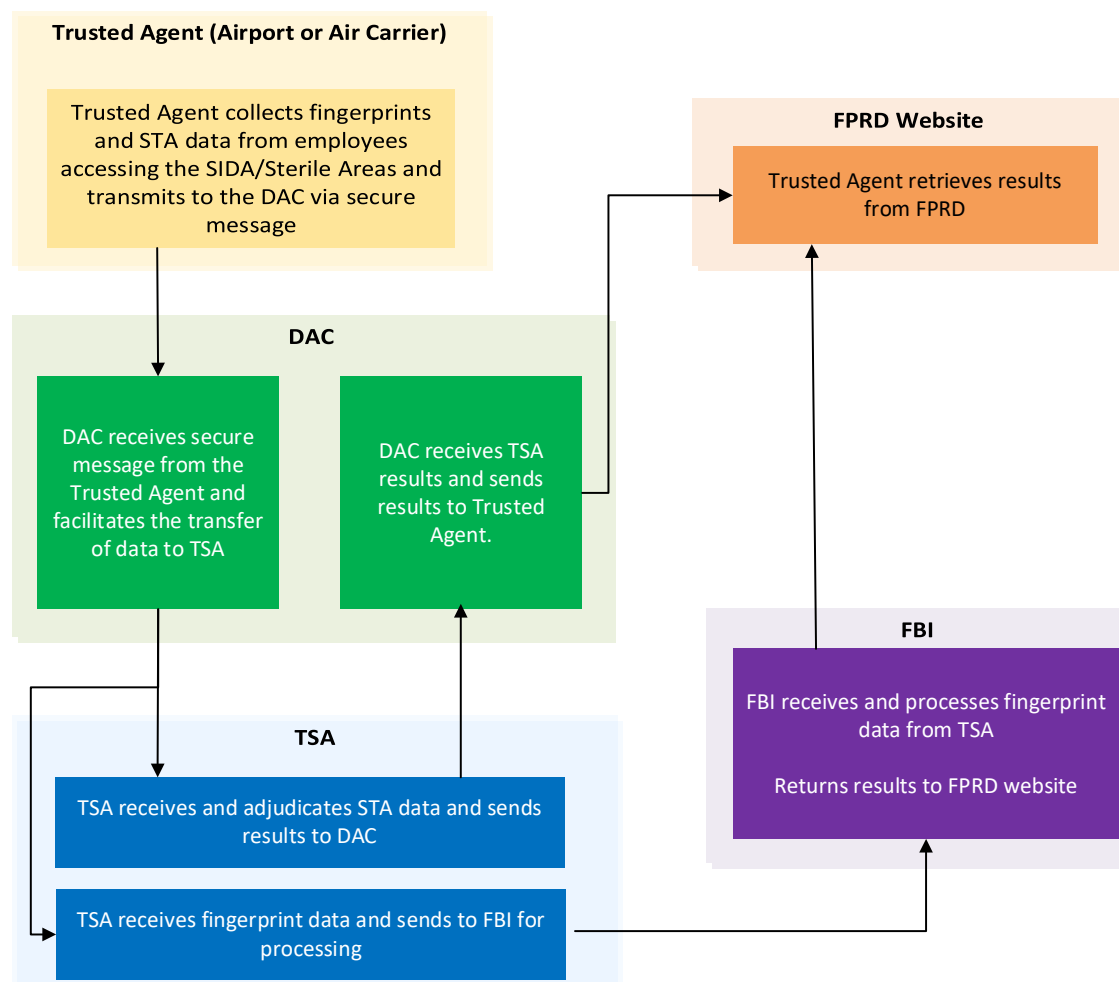 Trusted Agent (Airport or Air Carrier)
Trusted Agent collects fingerprints
and STA data from employees
accessing the SIDA/Sterile Areas and
transmits to the DAC via secure
message
FPRD Website
Trusted Agent retrieves results
from FPRD
DAC
DAC receives secure
message from the
Trusted Agent and
facilitates the transfer
of data to TSA
DAC receives TSA
results and sends
results to Trusted
Agent.
FBI
FBI receives and processes fingerprint
data from TSA
Returns results to FPRD website
TSA
TSA receives and adjudicates STA data and sends
results to DAC
TSA receives fingerprint data and sends to FBI for
processing